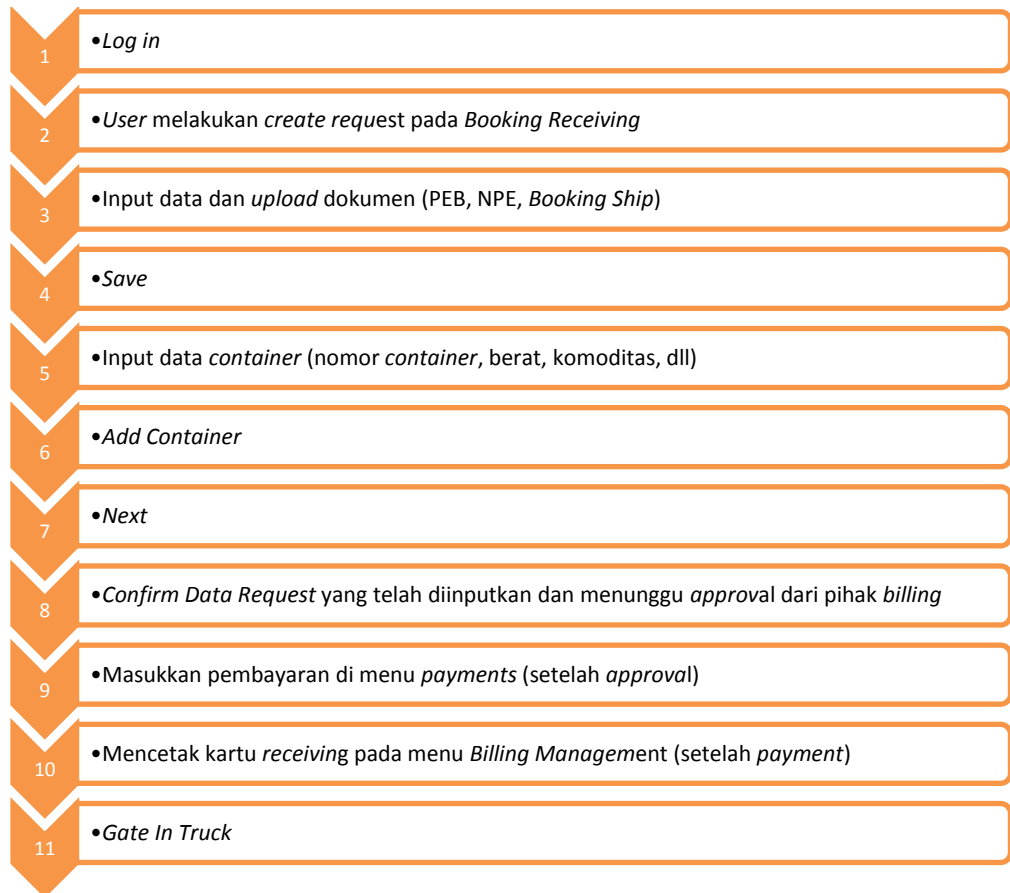 1
•Log in
2
•User melakukan create request pada Booking Receiving
3
•Input data dan upload dokumen (PEB, NPE, Booking Ship)
4
•Save
5
•Input data container (nomor container, berat, komoditas, dll)
6
•Add Container
7
•Next
8
•Confirm Data Request yang telah diinputkan dan menunggu approval dari pihak billing
9
•Masukkan pembayaran di menu payments (setelah approval)
10
•Mencetak kartu receiving pada menu Billing Management (setelah payment)
11
•Gate In Truck